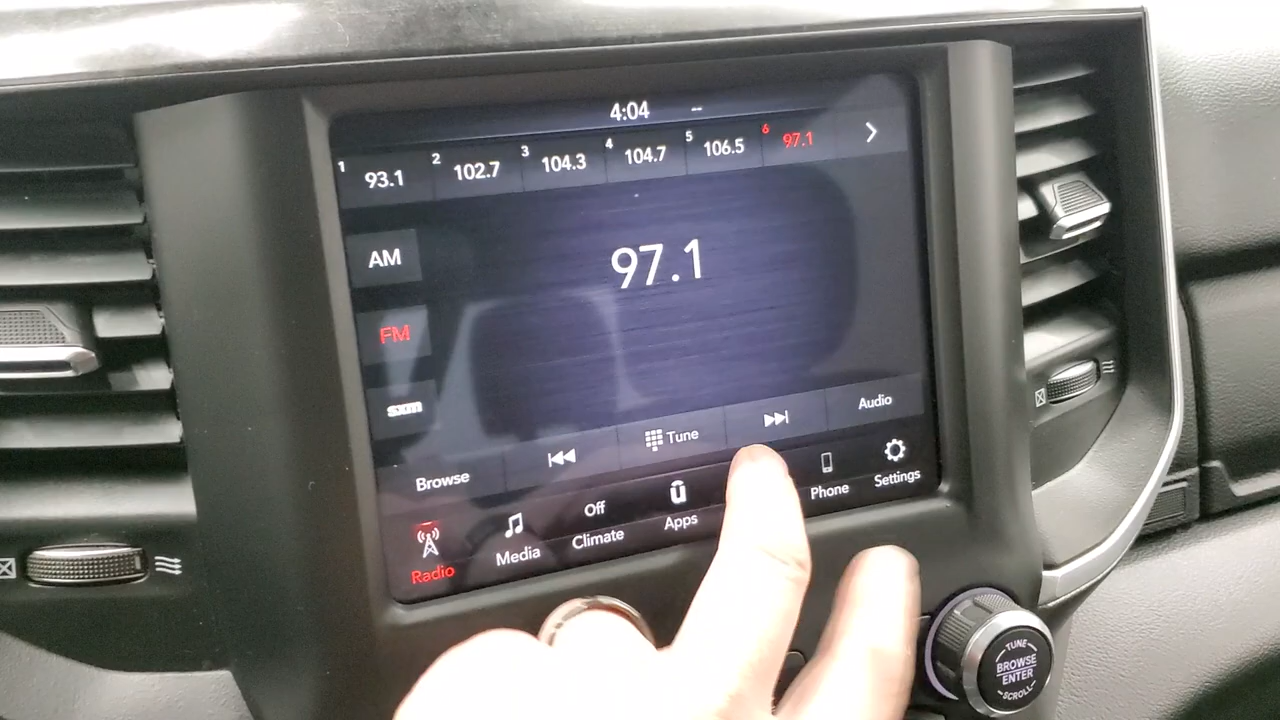 4:04 --
1 93.1 2 102.7 3 104.3 4 104.7 5 106.5 6 97.1
AM
97.1
FM
sxm
Browse Tune Audio
Radio Media Off Climate Apps Phone Settings
TUNE
BROWSE
ENTER
SCROLL